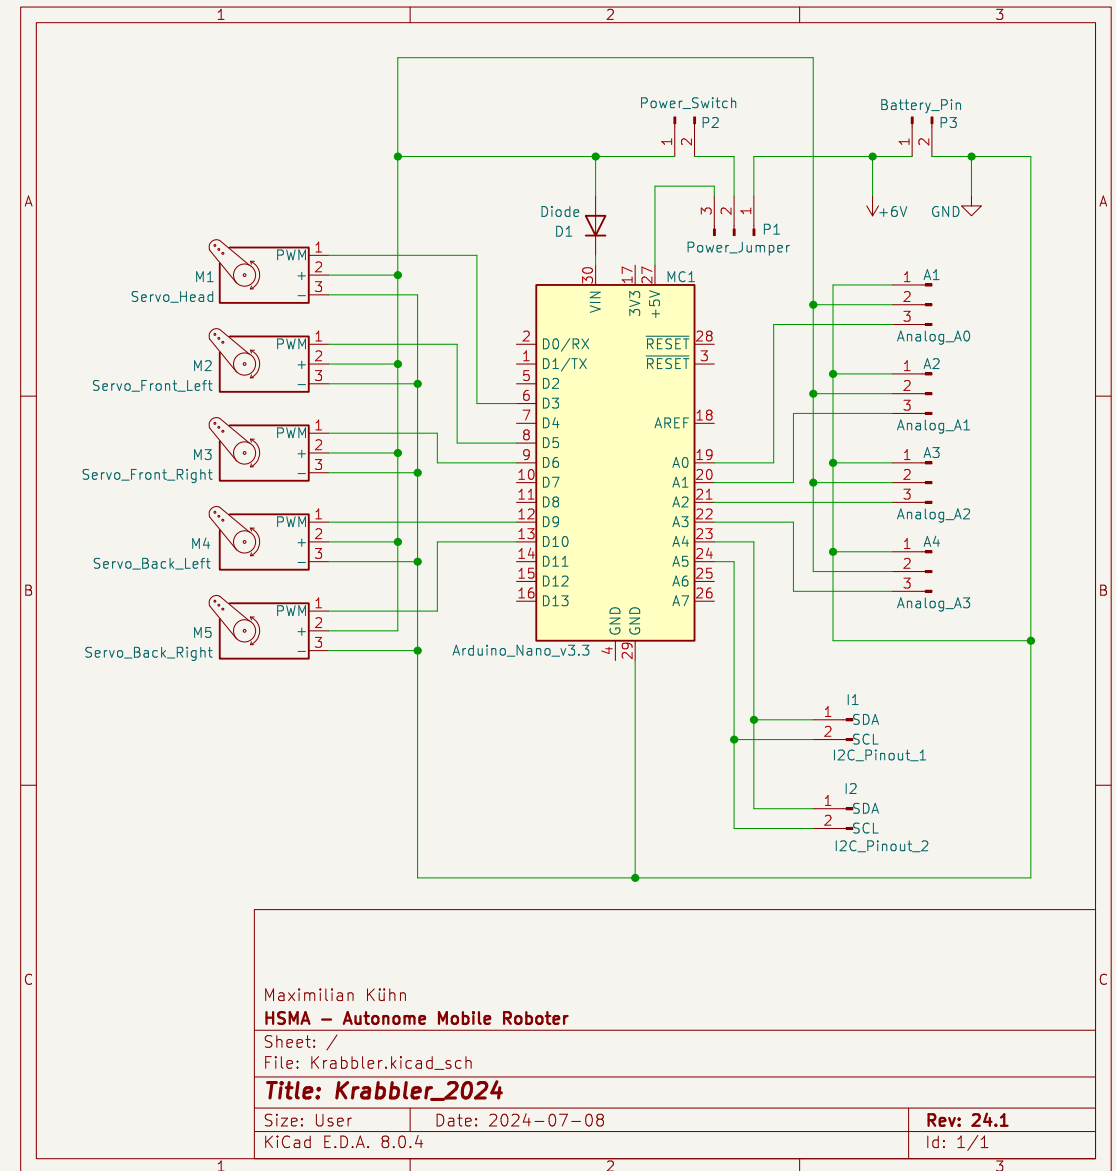 1 2 3
Power_Switch
P2
1 2
Battery_Pin
P3
1 2
A A
+6V GND
Diode
D1
3 2 1
P1
Power_Jumper
M1
Servo_Head
PWM 1
+ 2
− 3
30 17 27
MC1
VIN 3V3 +5V
A1
1
2
3
Analog_A0
M2
Servo_Front_Left
PWM 1
+ 2
− 3
2 D0/RX
1 D1/TX
5 D2
6 D3
7 D4
8 D5
9 D6
10 D7
11 D8
12 D9
13 D10
14 D11
15 D12
16 D13
RESET 28
RESET 3
AREF 18
A0 19
A1 20
A2 21
A3 22
A4 23
A5 24
A6 25
A7 26
GND GND
4 29
Arduino_Nano_v3.3
A2
1
2
3
Analog_A1
M3
Servo_Front_Right
PWM 1
+ 2
− 3
A3
1
2
3
Analog_A2
M4
Servo_Back_Left
PWM 1
+ 2
− 3
A4
1
2
3
Analog_A3
B B
M5
Servo_Back_Right
PWM 1
+ 2
− 3
I1
1 SDA
2 SCL
I2C_Pinout_1
I2
1 SDA
2 SCL
I2C_Pinout_2
C C
Maximilian Kühn
HSMA − Autonome Mobile Roboter
Sheet: /
File: Krabbler.kicad_sch
Title: Krabbler_2024
Size: User Date: 2024-07-08 Rev: 24.1
KiCad E.D.A. 8.0.4 Id: 1/1
1 2 3